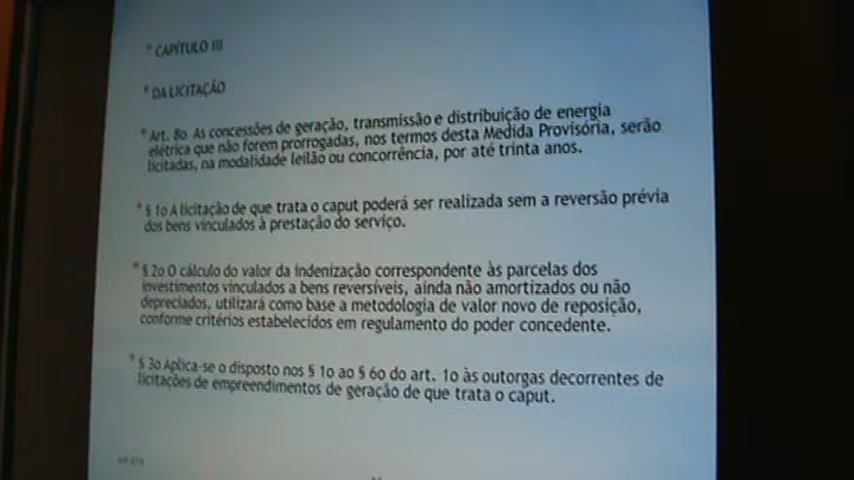 * CAPÍTULO III
* DA LICITAÇÃO
* Art. 8o As concessões de geração, transmissão e distribuição de energia
elétrica que não forem prorrogadas, nos termos desta Medida Provisória, serão
licitadas, na modalidade leilão ou concorrência, por até trinta anos.
* § 1o A licitação de que trata o caput poderá ser realizada sem a reversão prévia
dos bens vinculados à prestação do serviço.
* § 2o O cálculo do valor da indenização correspondente às parcelas dos
investimentos vinculados a bens reversíveis, ainda não amortizados ou não
depreciados, utilizará como base a metodologia de valor novo de reposição,
conforme critérios estabelecidos em regulamento do poder concedente.
* § 3o Aplica-se o disposto nos § 1o ao § 6o do art. 1o às outorgas decorrentes de
licitações de empreendimentos de geração de que trata o caput.